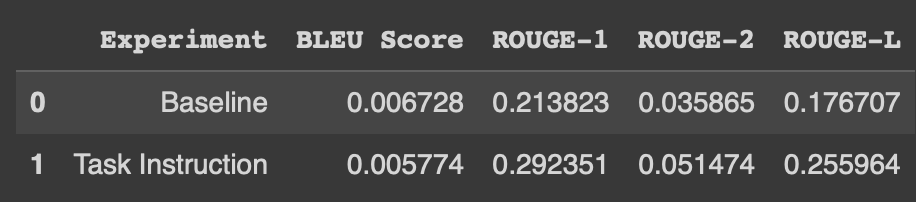 Experiment BLEU Score ROUGE-1 ROUGE-2 ROUGE-L
0 Baseline 0.006728 0.213823 0.035865 0.176707
1 Task Instruction 0.005774 0.292351 0.051474 0.255964